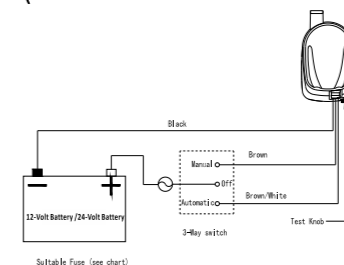 Black
Manual
Brown
Off
Automatic
Brown/White
12-Volt Battery/24-Volt Battery
Test Knob
3-Way switch
Suitable Fuse (see chart)